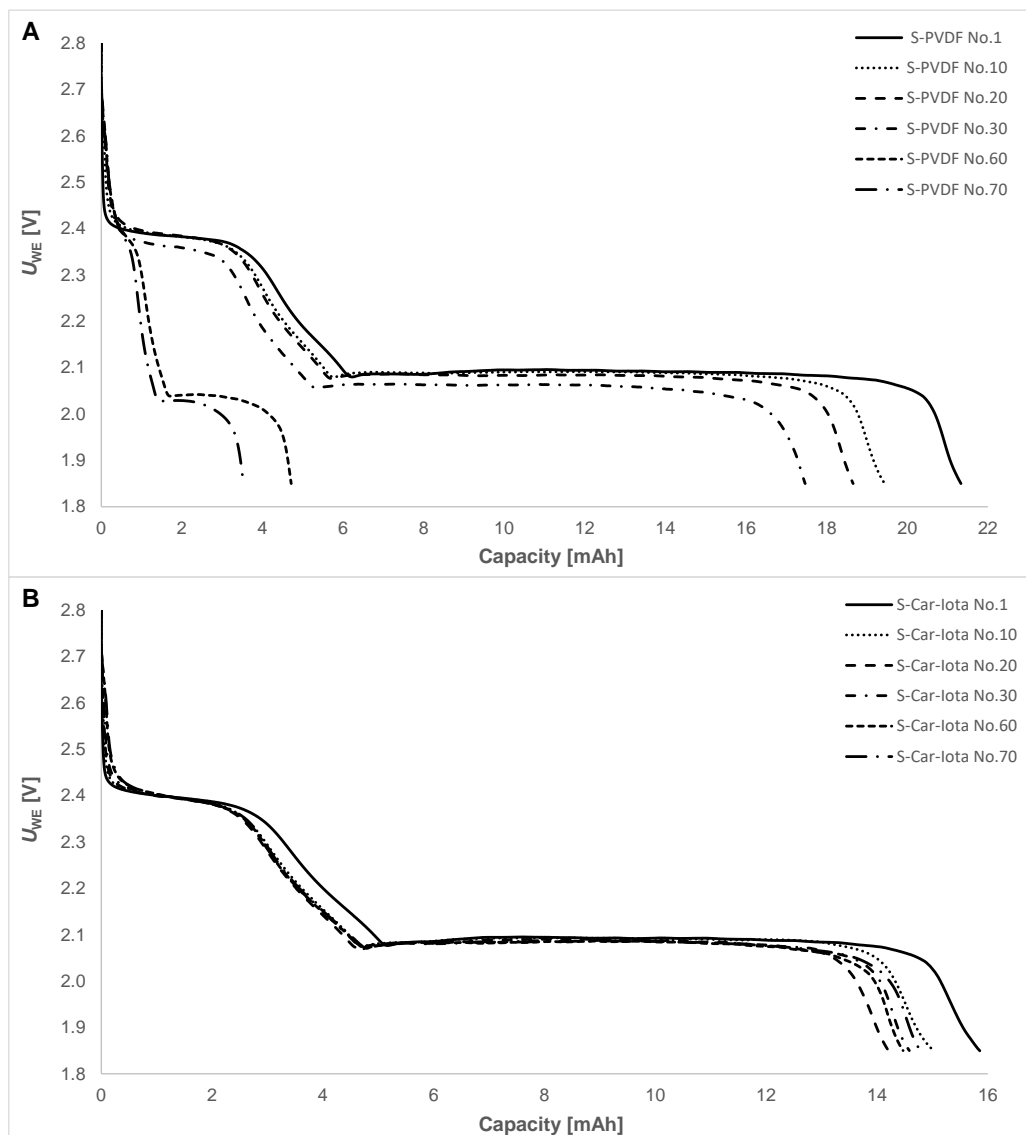 A
S-PVDF No.1
S-PVDF No.10
S-PVDF No.20
S-PVDF No.30
S-PVDF No.60
S-PVDF No.70
2.8
2.7
2.6
2.5
2.4
2.3
2.2
2.1
2.0
1.9
1.8
UWE [V]
0 2 4 6 8 10 12 14 16 18 20 22
Capacity [mAh]
B
S-Car-Iota No.1
S-Car-Iota No.10
S-Car-Iota No.20
S-Car-Iota No.30
S-Car-Iota No.60
S-Car-Iota No.70
2.8
2.7
2.6
2.5
2.4
2.3
2.2
2.1
2.0
1.9
1.8
UWE [V]
0 2 4 6 8 10 12 14 16
Capacity [mAh]